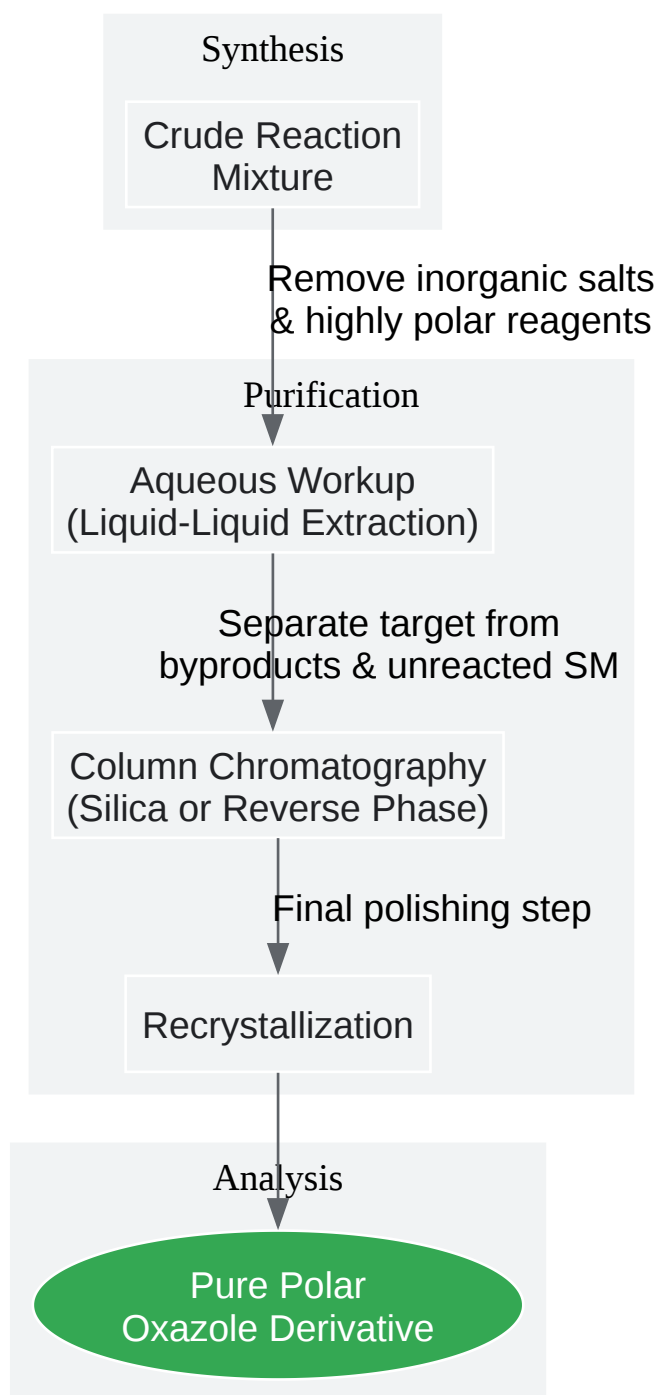 Synthesis
Crude Reaction
Mixture
Remove inorganic salts
& highly polar reagents
Purification
Aqueous Workup
(Liquid-Liquid Extraction)
Separate target from
byproducts & unreacted SM
Column Chromatography
(Silica or Reverse Phase)
Final polishing step
Recrystallization
Analysis
Pure Polar
Oxazole Derivative